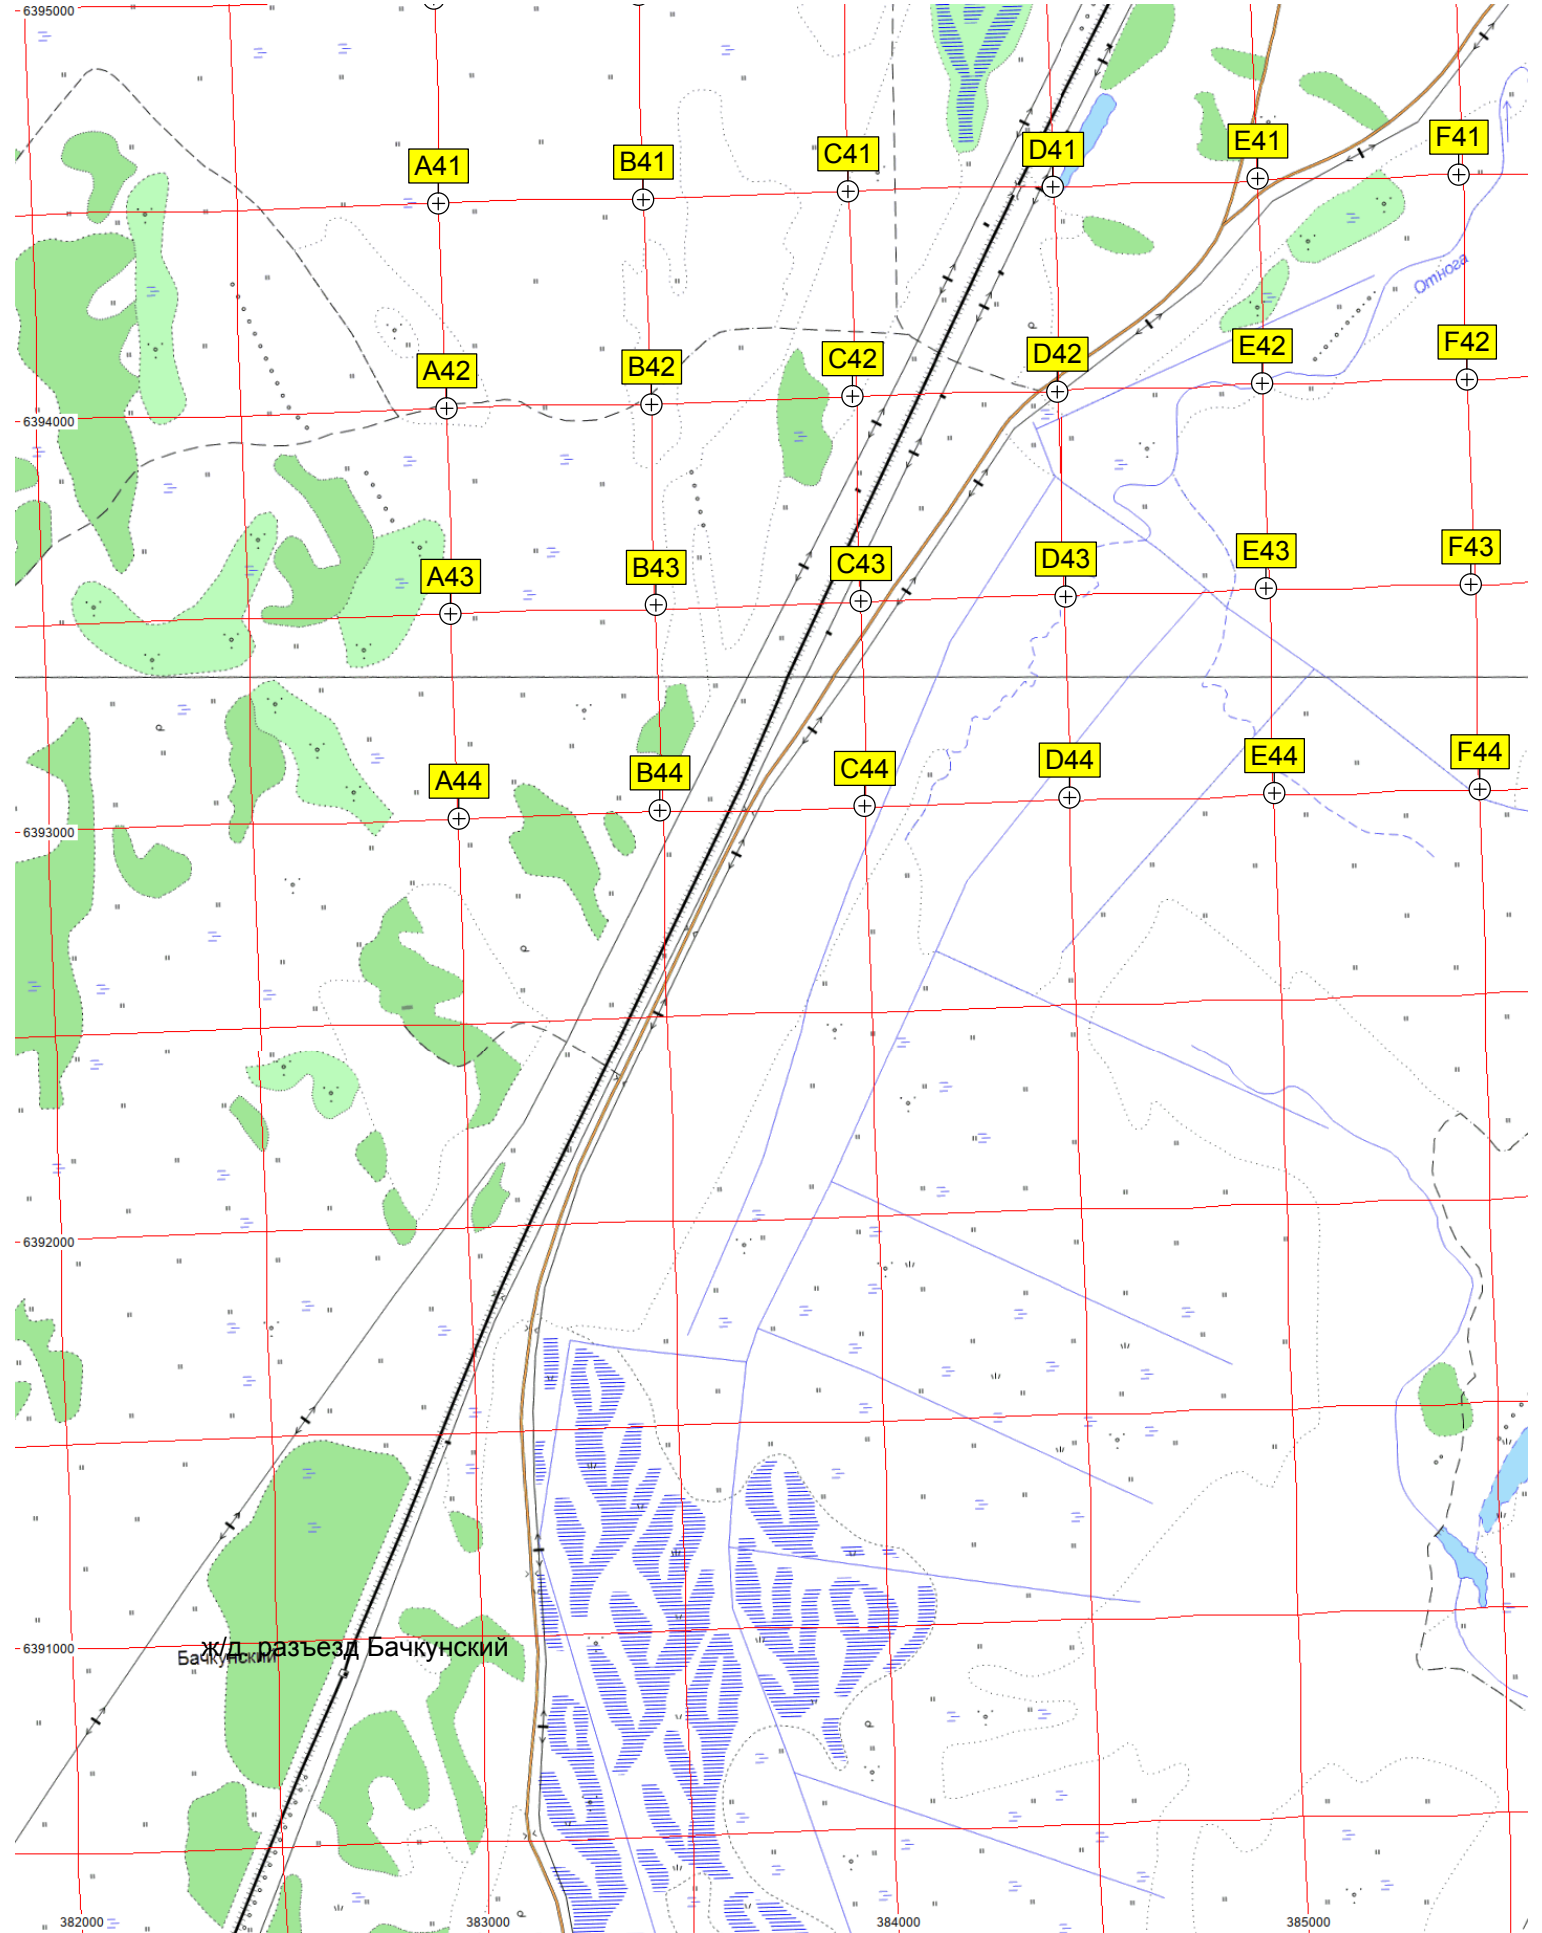 6395000
A41 B41 C41 D41 E41 F41
Отнога
A42 B42 C42 D42 E42 F42
6394000
A43 B43 C43 D43 E43 F43
A44 B44 C44 D44 E44 F44
6393000
6392000
6391000
ж/д. разъезд Бачкунский
Бачкунский
382000 383000 384000 385000